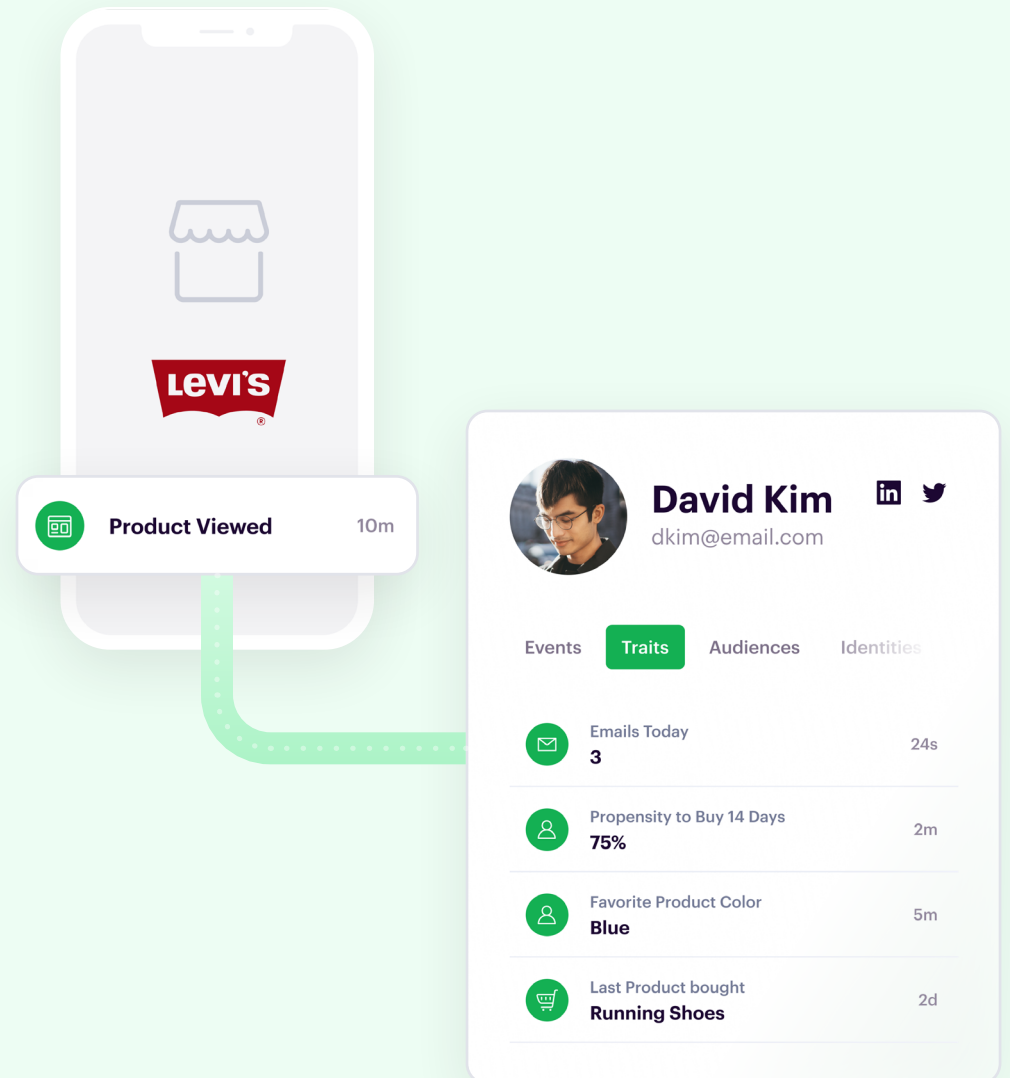 LEVI'S
®
Product Viewed 10m
David Kim
dkim@email.com
in
Events Traits Audiences Identities
Emails Today
3
24s
Propensity to Buy 14 Days
75%
2m
Favorite Product Color
Blue
5m
Last Product bought
Running Shoes
2d